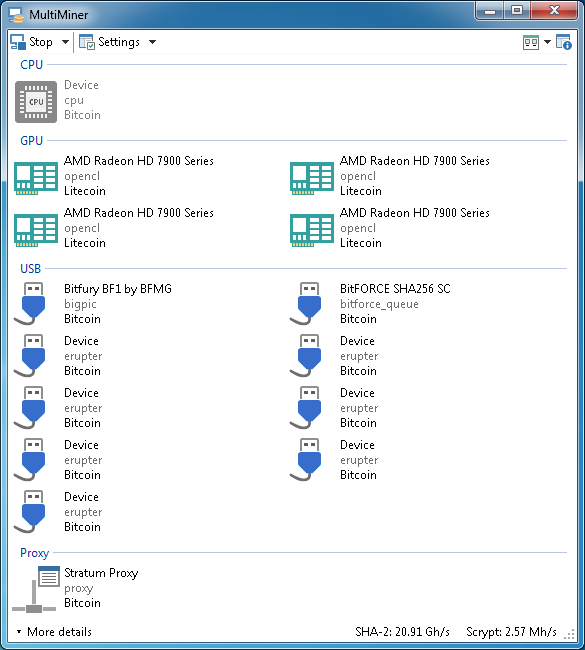 MultiMiner
Stop Settings
CPU
Device
cpu
Bitcoin
CPU
GPU
AMD Radeon HD 7900 Series
opencl
Litecoin
AMD Radeon HD 7900 Series
opencl
Litecoin
AMD Radeon HD 7900 Series
opencl
Litecoin
AMD Radeon HD 7900 Series
opencl
Litecoin
USB
Bitfury BF1 by BFMG
bigpic
Bitcoin
BitFORCE SHA256 SC
bitforce_queue
Bitcoin
Device
erupter
Bitcoin
Device
erupter
Bitcoin
Device
erupter
Bitcoin
Device
erupter
Bitcoin
Device
erupter
Bitcoin
Device
erupter
Bitcoin
Device
erupter
Bitcoin
Proxy
Stratum Proxy
proxy
Bitcoin
More details SHA-2: 20.91 Gh/s Scrypt: 2.57 Mh/s